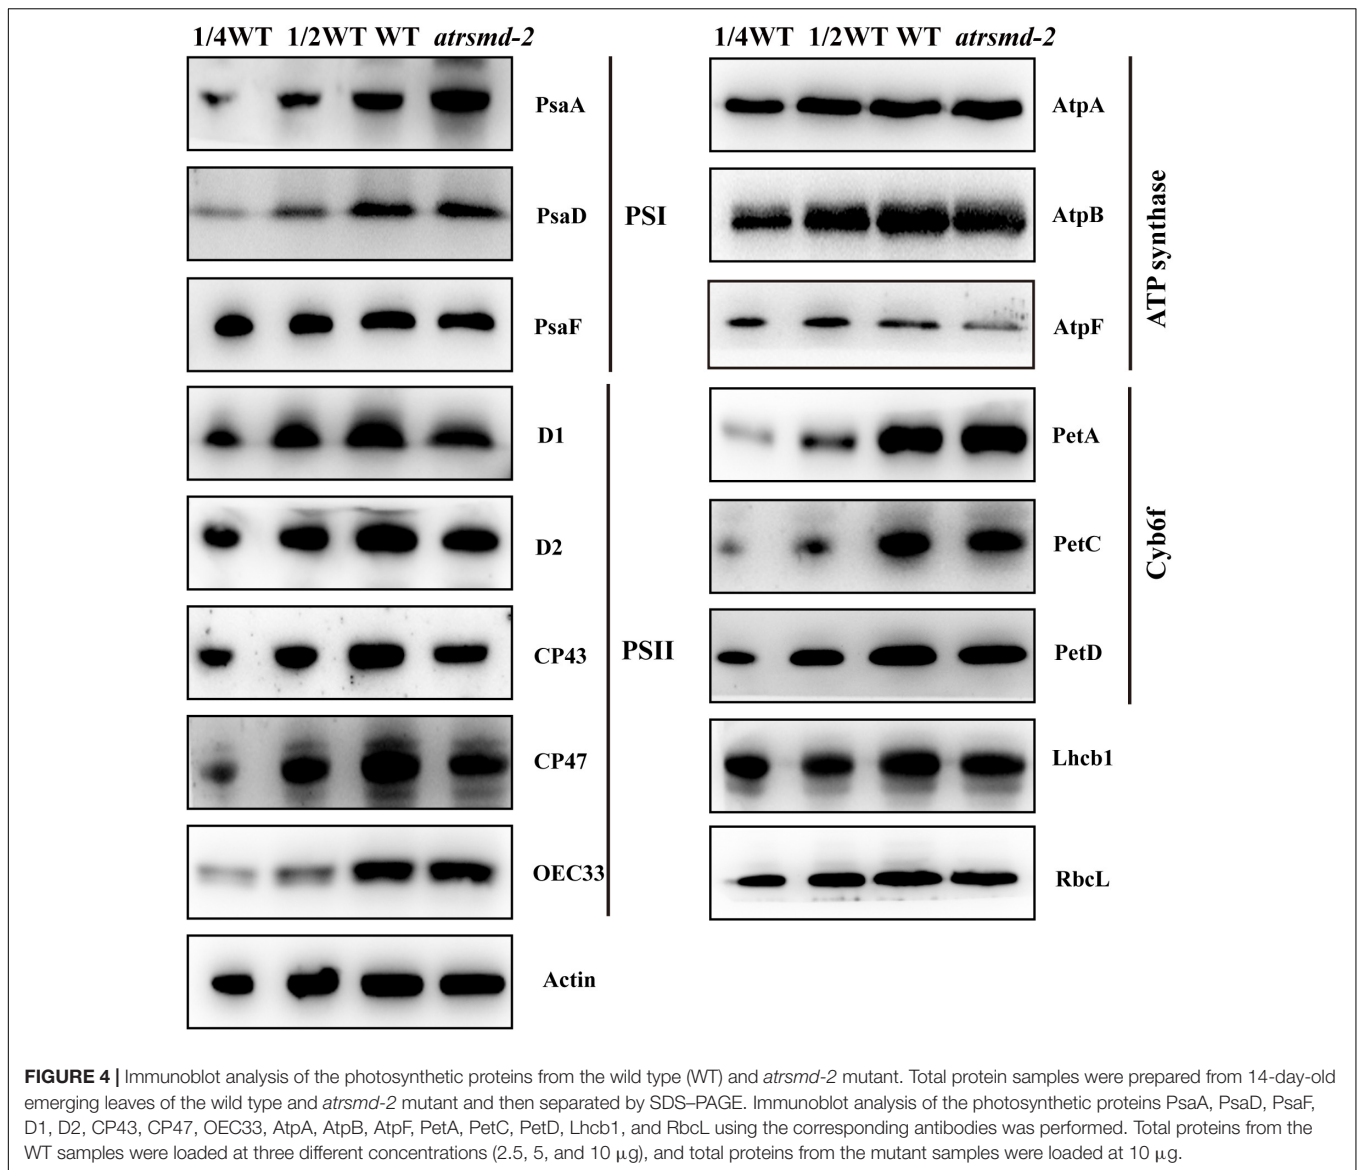 1/4WT 1/2WT WT atrsmd-2
PsaA
PsaD
PSI
PsaF
D1
D2
CP43
PSII
CP47
OEC33
Actin
1/4WT 1/2WT WT atrsmd-2
AtpA
AtpB
ATP synthase
AtpF
PetA
PetC
Cyb6f
PetD
Lhcb1
RbcL
FIGURE 4 | Immunoblot analysis of the photosynthetic proteins from the wild type (WT) and atrsmd-2 mutant. Total protein samples were prepared from 14-day-old
emerging leaves of the wild type and atrsmd-2 mutant and then separated by SDS–PAGE. Immunoblot analysis of the photosynthetic proteins PsaA, PsaD, PsaF,
D1, D2, CP43, CP47, OEC33, AtpA, AtpB, AtpF, PetA, PetC, PetD, Lhcb1, and RbcL using the corresponding antibodies was performed. Total proteins from the
WT samples were loaded at three different concentrations (2.5, 5, and 10 μg), and total proteins from the mutant samples were loaded at 10 μg.